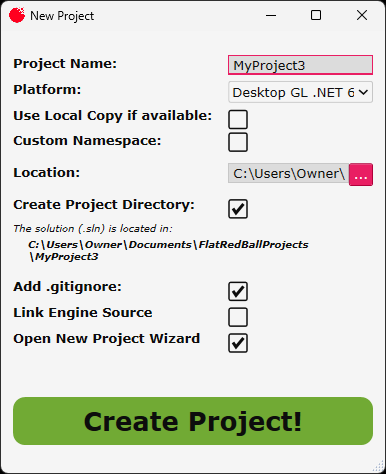 New Project
Project Name: MyProject3
Platform: Desktop GL .NET 6
Use Local Copy if available:
Custom Namespace:
Location: C:\Users\Owner\ ...
Create Project Directory:
The solution (.sln) is located in:
C:\Users\Owner\Documents\FlatRedBallProjects
\MyProject3
Add .gitignore:
Link Engine Source
Open New Project Wizard
Create Project!